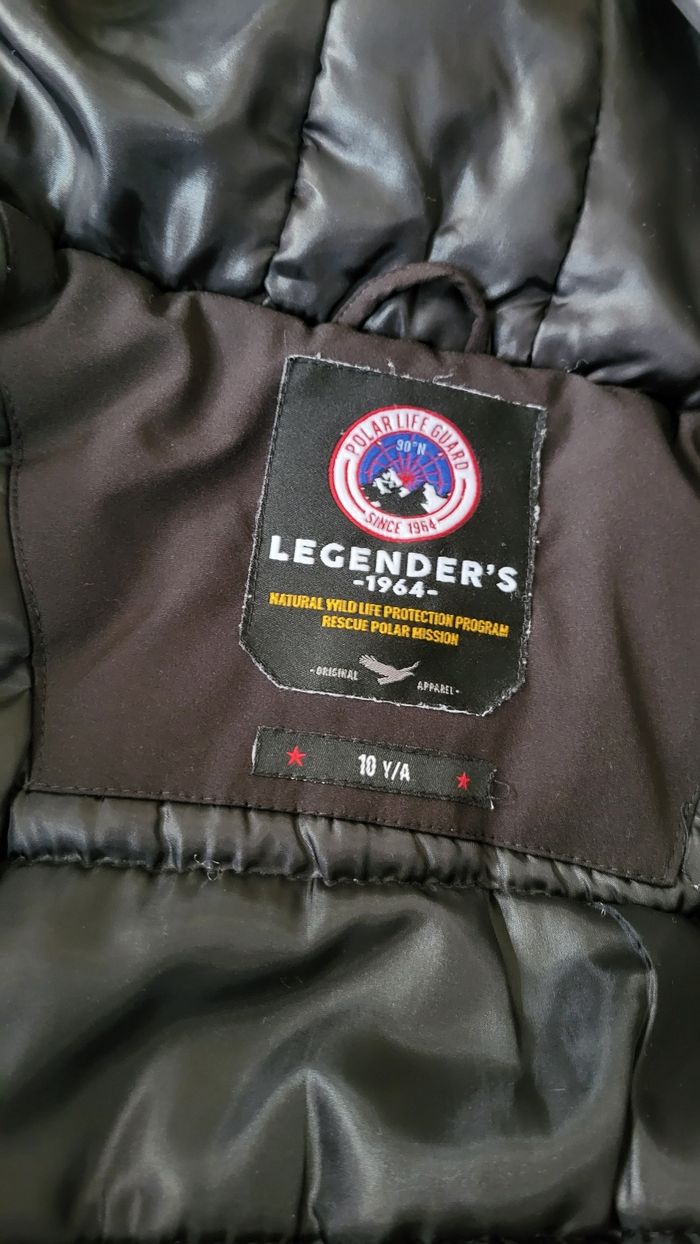 POLAR LIFE GUARD
90°N
SINCE 1964
LEGENDER'S
-1964-
NATURAL WILD LIFE PROTECTION PROGRAM
RESCUE POLAR MISSION
-ORIGINAL APPAREL-
10 Y/A